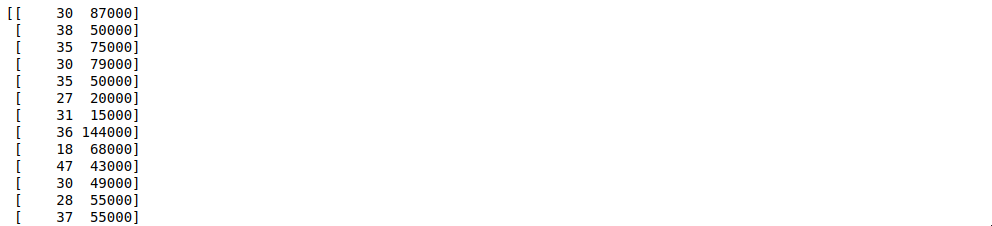 [[    30  87000]
 [    38  50000]
 [    35  75000]
 [    30  79000]
 [    35  50000]
 [    27  20000]
 [    31  15000]
 [    36 144000]
 [    18  68000]
 [    47  43000]
 [    30  49000]
 [    28  55000]
 [    37  55000]